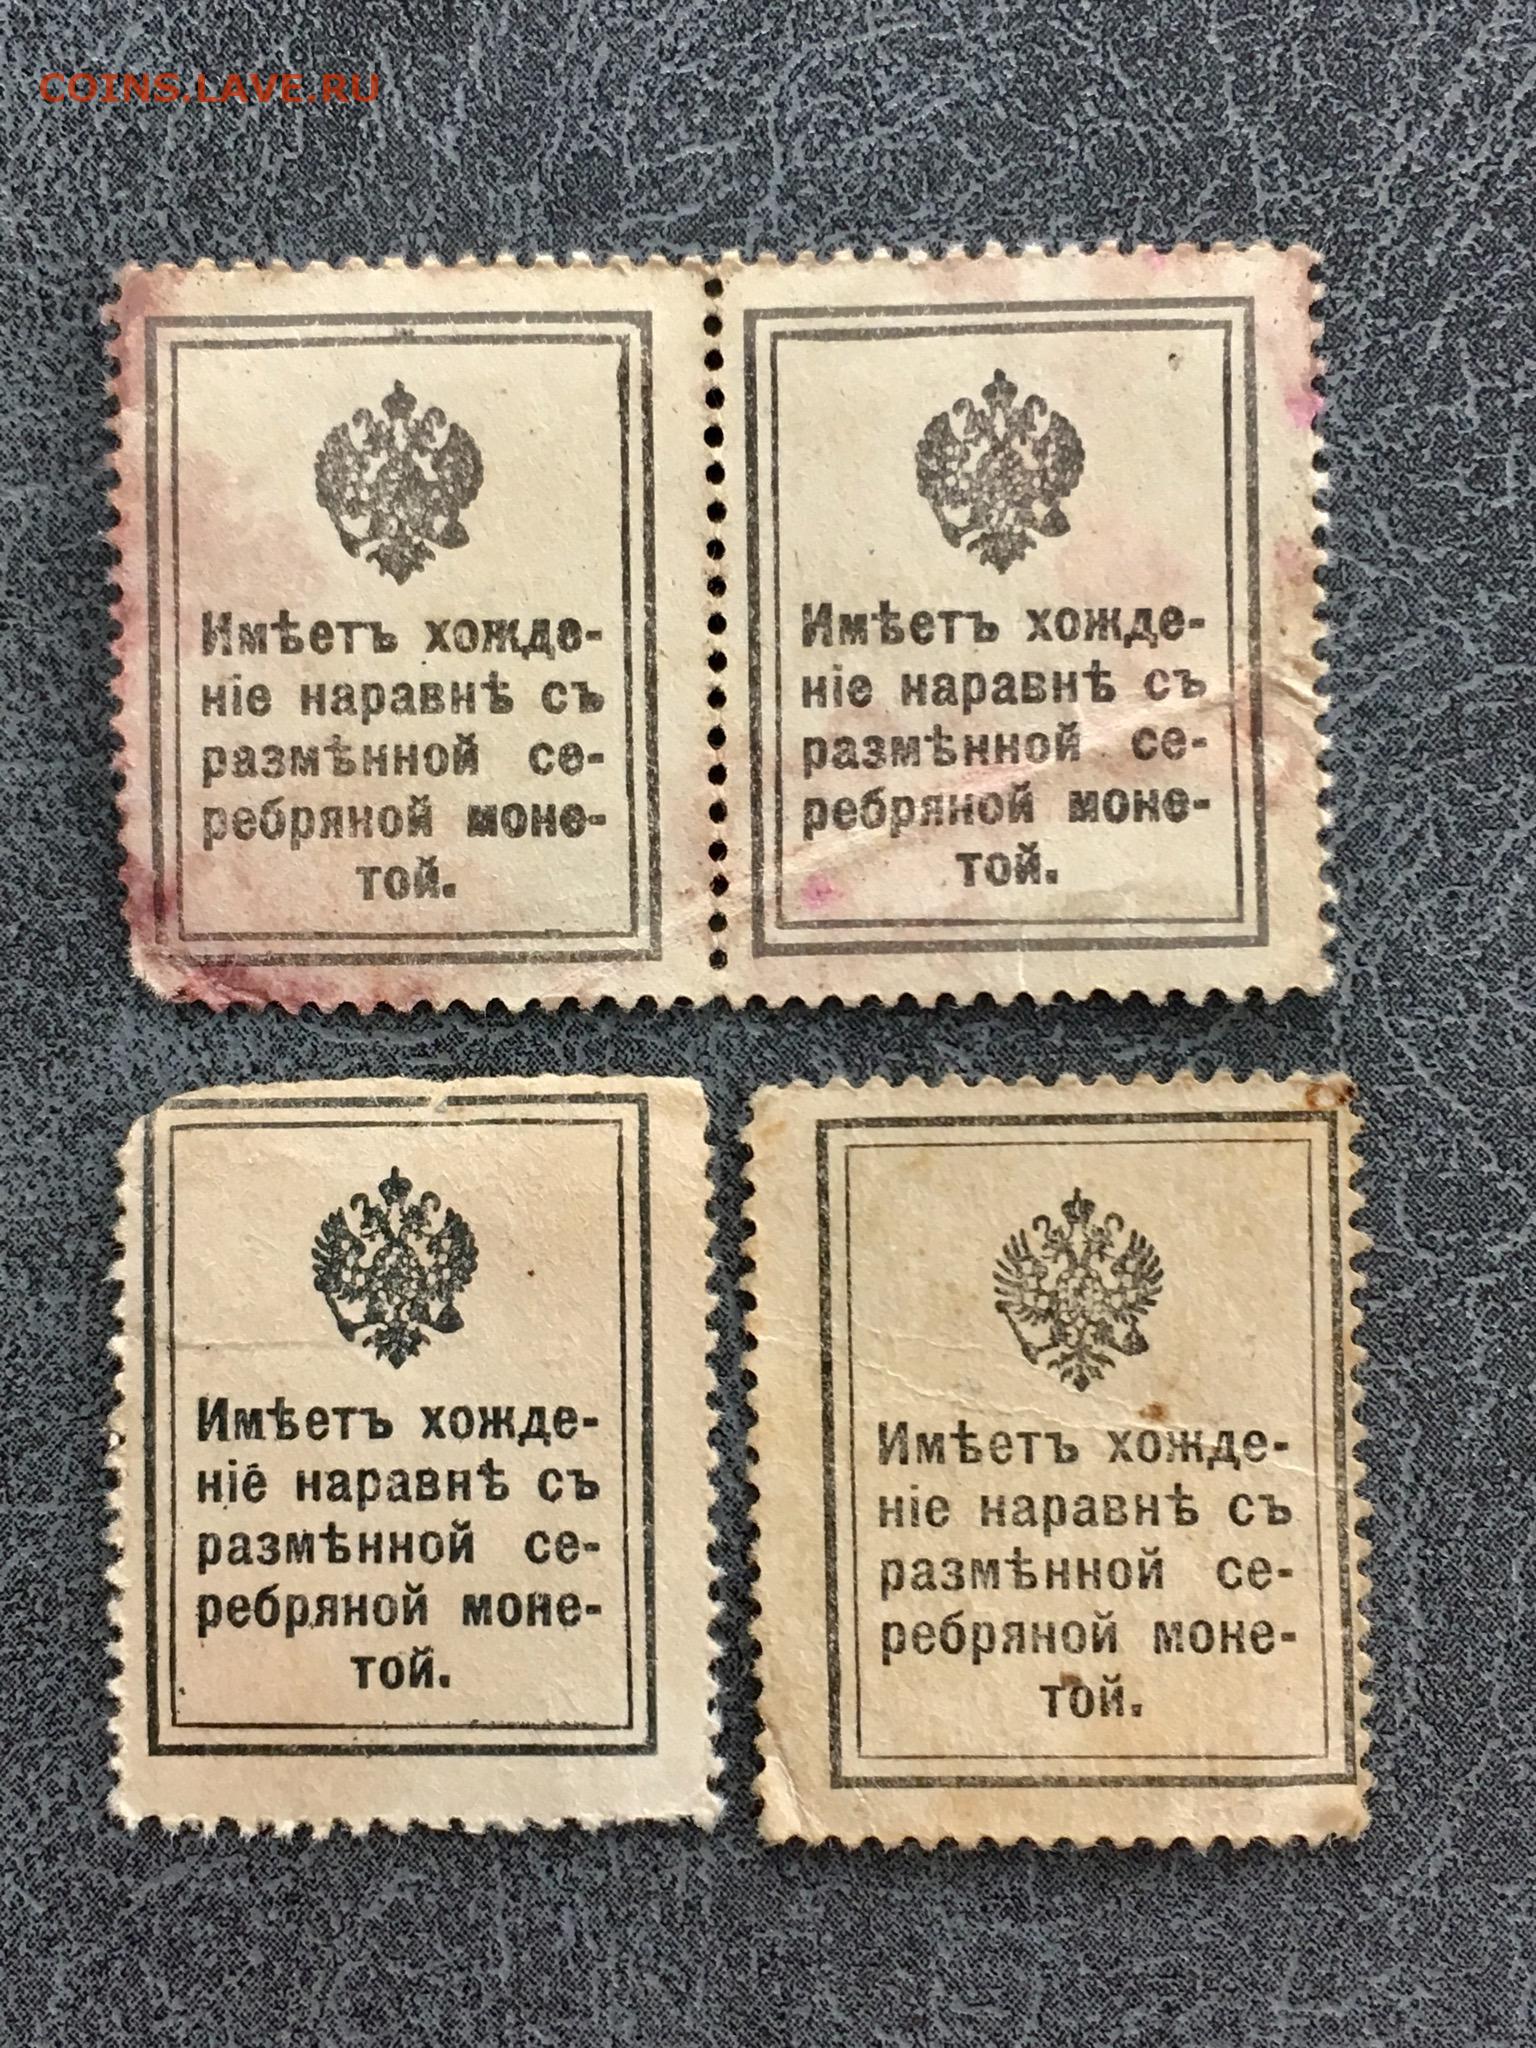 COINS.LAVE.RU
Имѣетъ хожде-
ніе наравнѣ съ
размѣнной се-
ребряной моне-
той.
Имѣетъ хожде-
ніе наравнѣ съ
размѣнной се-
ребряной моне-
той.
Имѣетъ хожде-
ніе наравнѣ съ
размѣнной се-
ребряной моне-
той.
Имѣетъ хожде-
ніе наравнѣ съ
размѣнной се-
ребряной моне-
той.